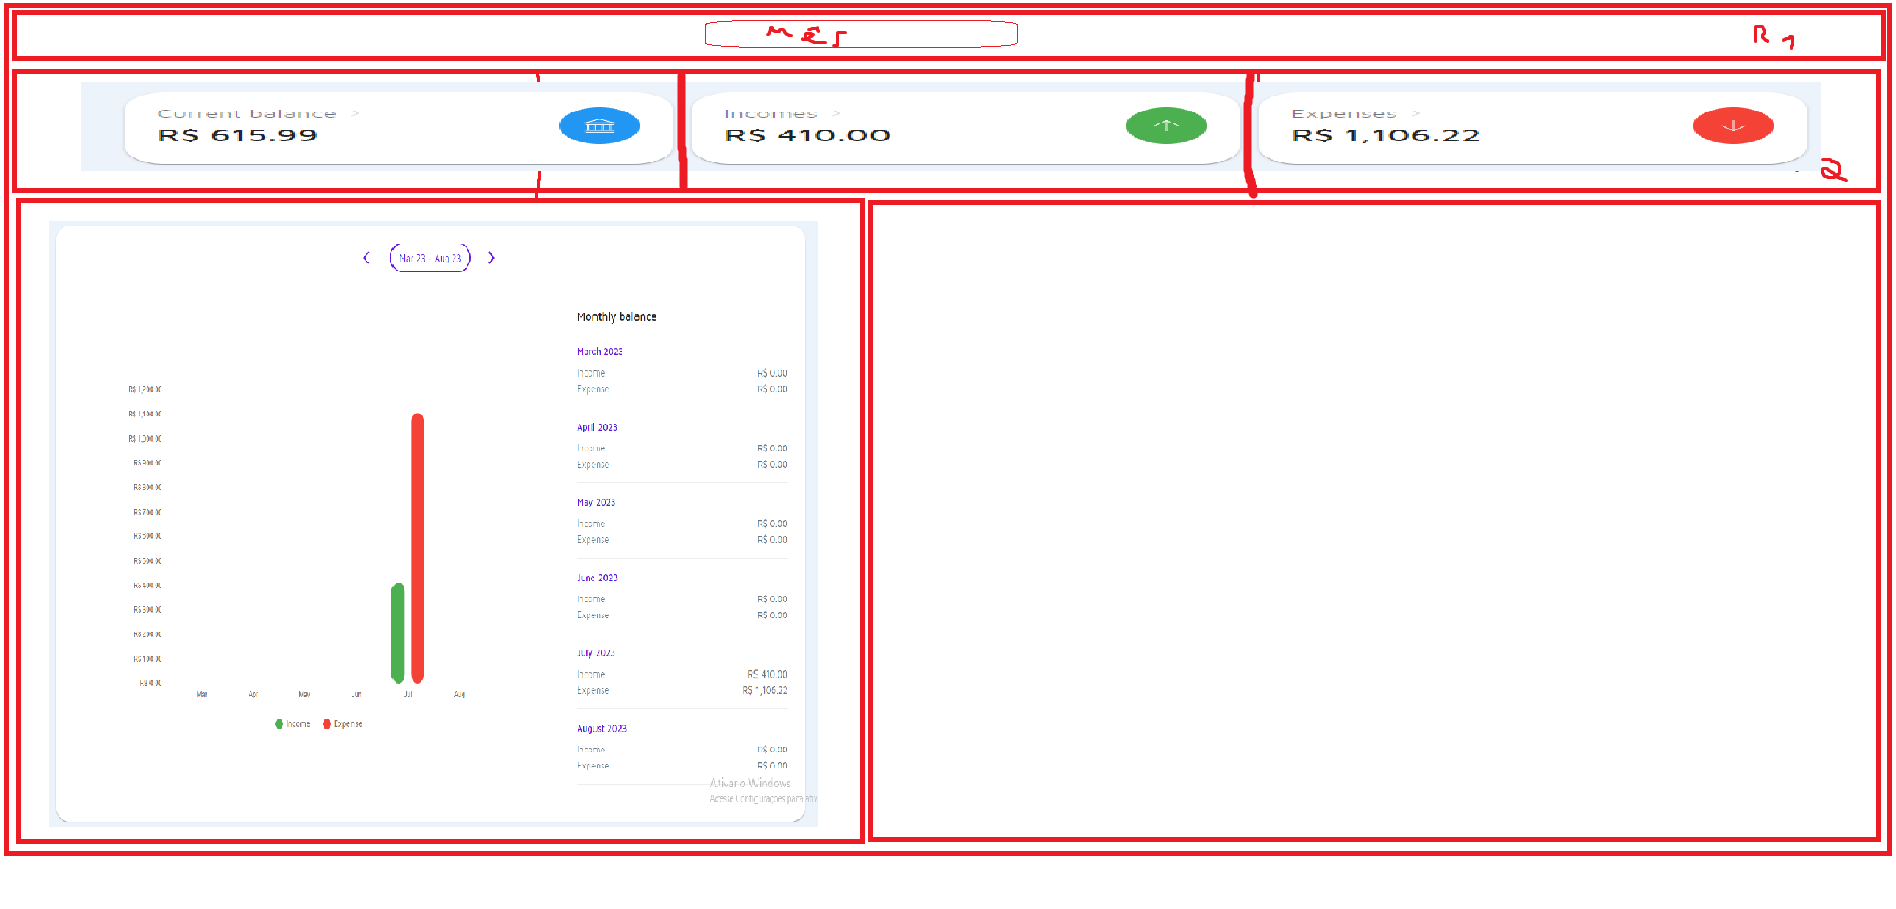 mês
R 1
Current balance >
R$ 615.99
Incomes >
R$ 410.00
Expenses >
R$ 1,106.22
2
Mar 23 - Aug 23
Monthly balance
March 2023
Income R$ 0.00
Expense R$ 0.00
April 2023
Income R$ 0.00
Expense R$ 0.00
May 2023
Income R$ 0.00
Expense R$ 0.00
June 2023
Income R$ 0.00
Expense R$ 0.00
July 2023
Income R$ 410.00
Expense R$ 1,106.22
August 2023
Income R$ 0.00
Expense R$ 0.00
R$ 1,200.00
R$ 1,100.00
R$ 1,000.00
R$ 900.00
R$ 800.00
R$ 700.00
R$ 600.00
R$ 500.00
R$ 400.00
R$ 300.00
R$ 200.00
R$ 100.00
R$ 0.00
Mar Apr May Jun Jul Aug
Income Expense
Ativar o Windows
Acesse Configurações para ativ